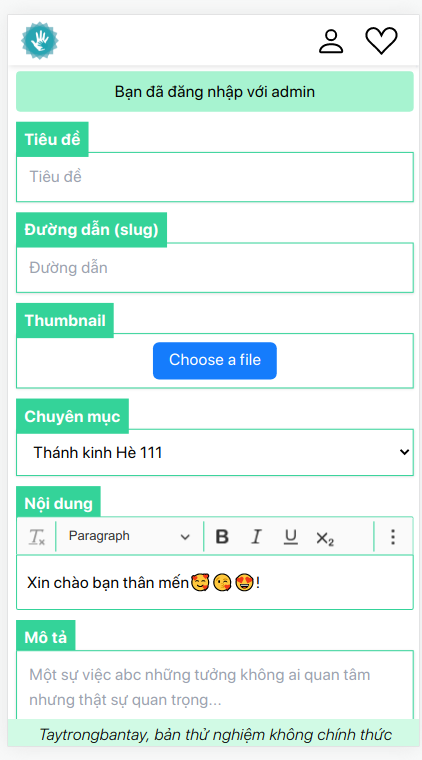 Bạn đã đăng nhập với admin
Tiêu đề
Tiêu đề
Đường dẫn (slug)
Đường dẫn
Thumbnail
Choose a file
Chuyên mục
Thánh kinh Hè 111
Nội dung
Paragraph B I U X₂
Xin chào bạn thân mến🥰😘😍!
Mô tả
Một sự việc abc những tưởng không ai quan tâm
nhưng thật sự quan trọng...
Taytrongbantay, bản thử nghiệm không chính thức